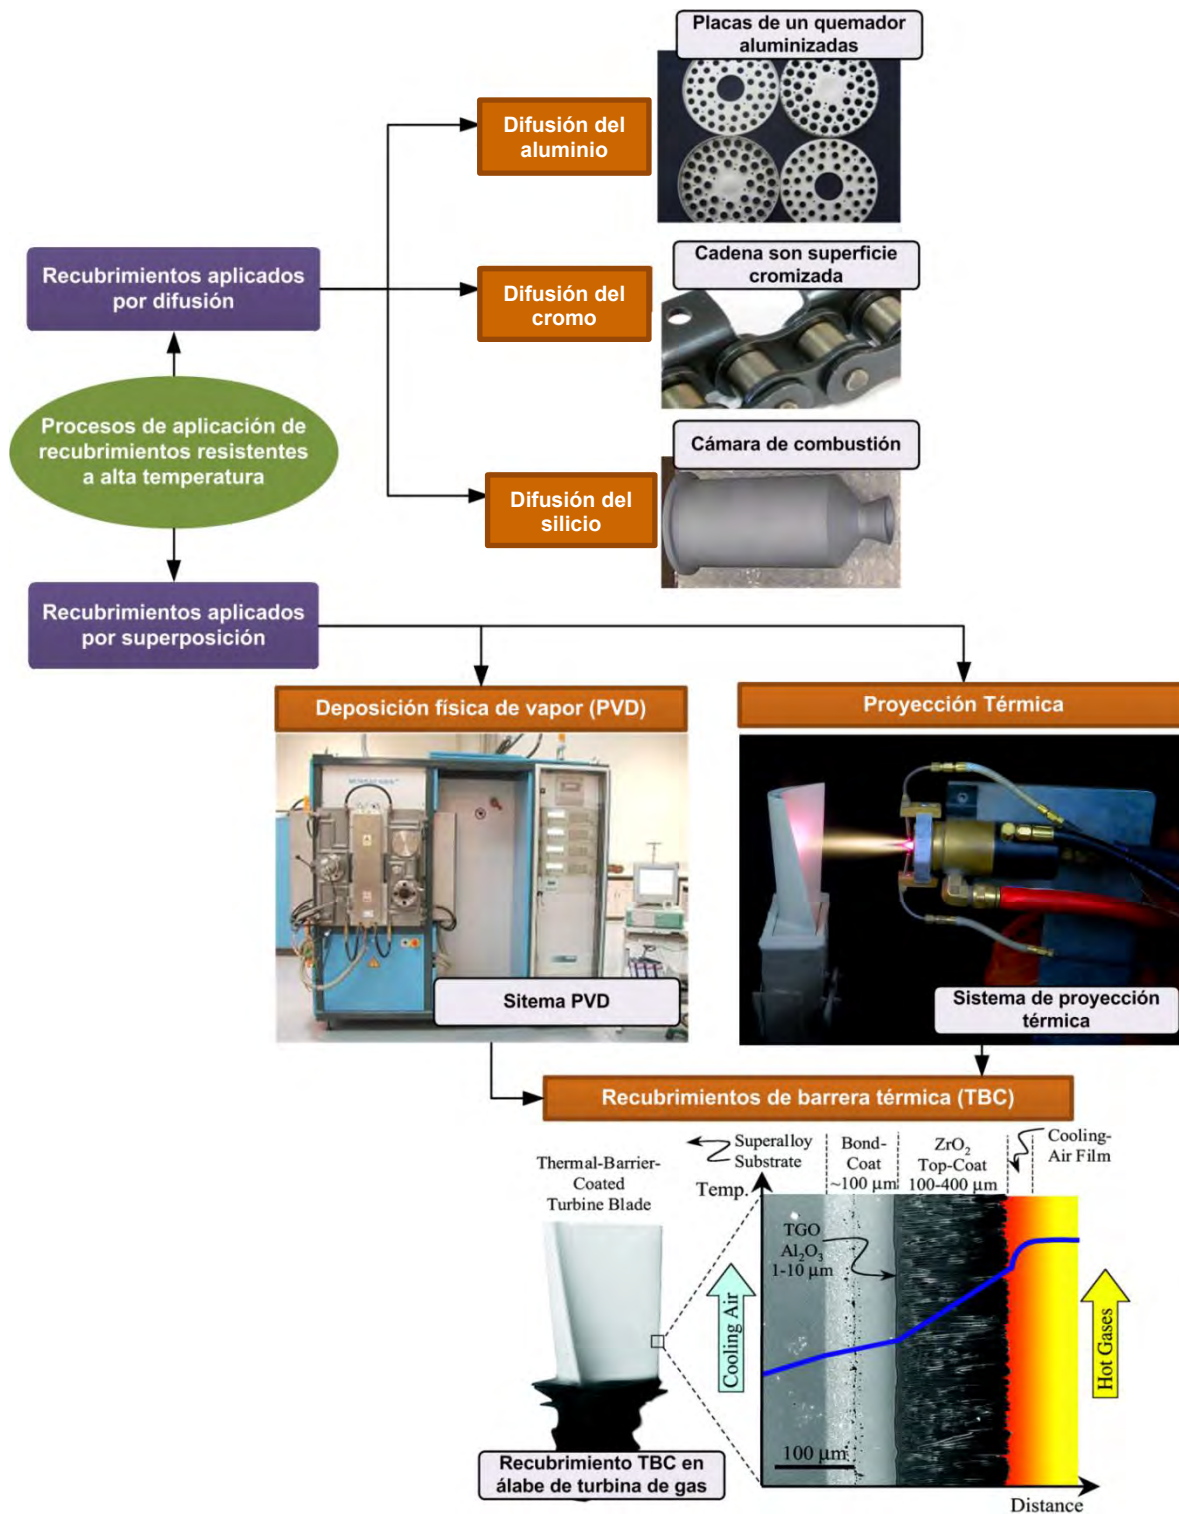 Placas de un quemador
aluminizadas
Difusión del
aluminio
Recubrimientos aplicados
por difusión
Cadena son superficie
cromizada
Difusión del
cromo
Procesos de aplicación de
recubrimientos resistentes
a alta temperatura
Cámara de combustión
Difusión del
silicio
Recubrimientos aplicados
por superposición
Deposición física de vapor (PVD)
Proyección Térmica
Sitema PVD
Sistema de proyección
térmica
Recubrimientos de barrera térmica (TBC)
Thermal-Barrier-
Coated
Turbine Blade
Superalloy
Substrate
Bond-
Coat
~100 μm
ZrO2
Top-Coat
100-400 μm
Cooling-
Air Film
Temp.
TGO
Al2O3
1-10 μm
Cooling Air
Hot Gases
100 μm
Distance
Recubrimiento TBC en
álabe de turbina de gas